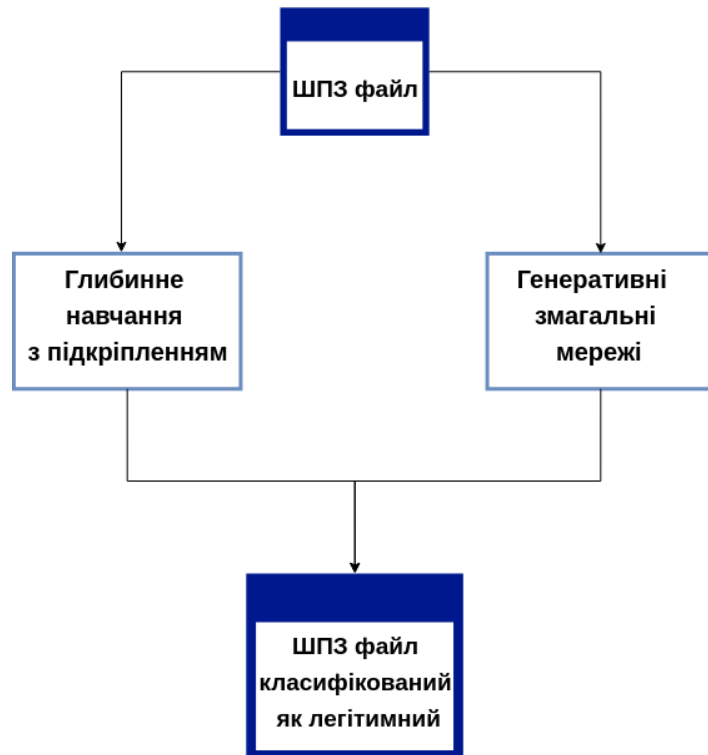 ШПЗ файл
Глибинне
навчання
з підкріпленням
Генеративні
змагальні
мережі
ШПЗ файл
класифікований
як легітимний